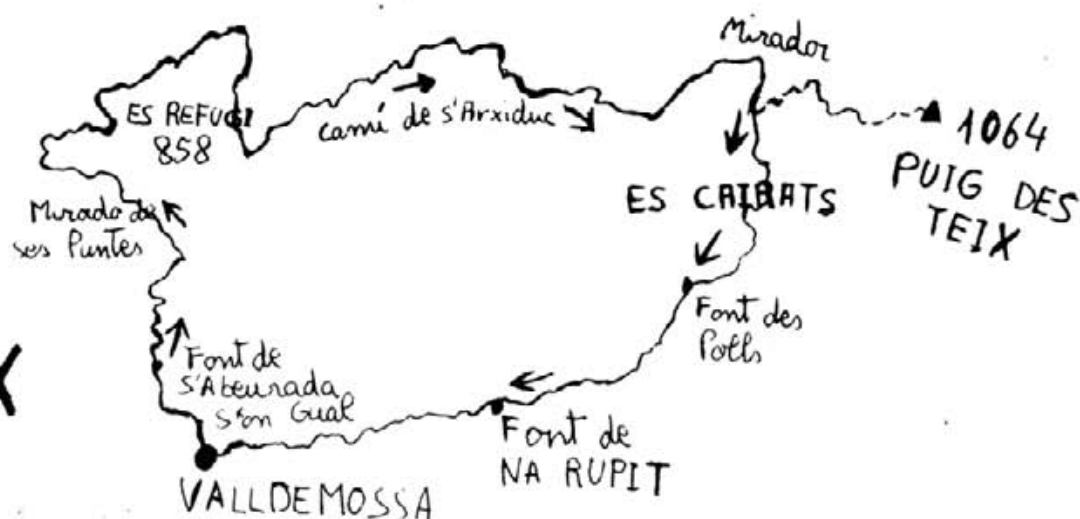 Mirador
ES REFUGI
858
camí de s'Arxiduc
1064
PUIG DES
TEIX
ES CAIRATS
Mirado de
ses Puntes
Font des
Polls
Font de
S'Abeurada
S'on Gual
Font de
NA RUPIT
VALLDEMOSSA